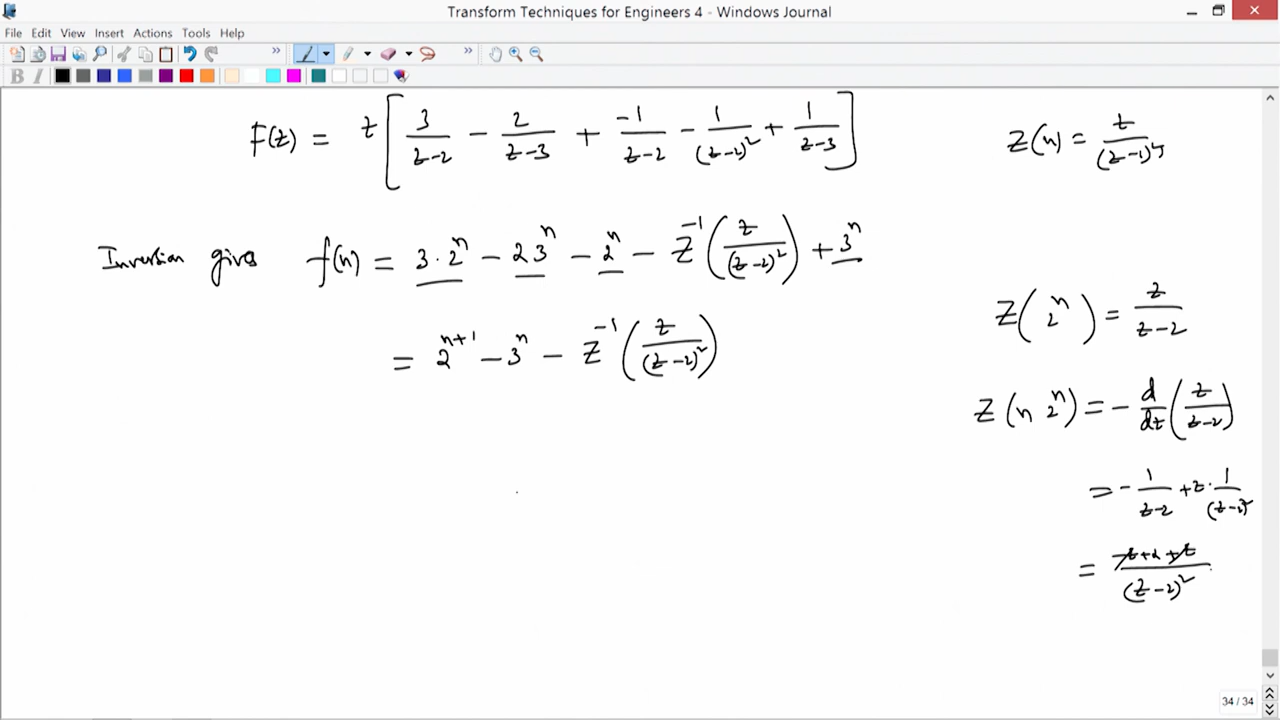 Transform Techniques for Engineers 4 - Windows Journal
File Edit View Insert Actions Tools Help
F(z) = z [ 3/(z-2) - 2/(z-3) + -1/(z-2) - 1/(z-2)² + 1/(z-3) ]
Z(n) = z/(z-1)²,
Inversion gives f(n) = 3·2ⁿ - 2 3ⁿ - 2ⁿ - Z⁻¹( z/(z-2)² ) + 3ⁿ
Z( 2ⁿ ) = z/(z-2)
= 2ⁿ⁺¹ - 3ⁿ - Z⁻¹( z/(z-2)² )
Z( n 2ⁿ ) = - d/dz ( z/(z-2) )
= - 1/(z-2) + z· 1/(z-2)²
= (-z+2+z)/(z-2)²
34 / 34